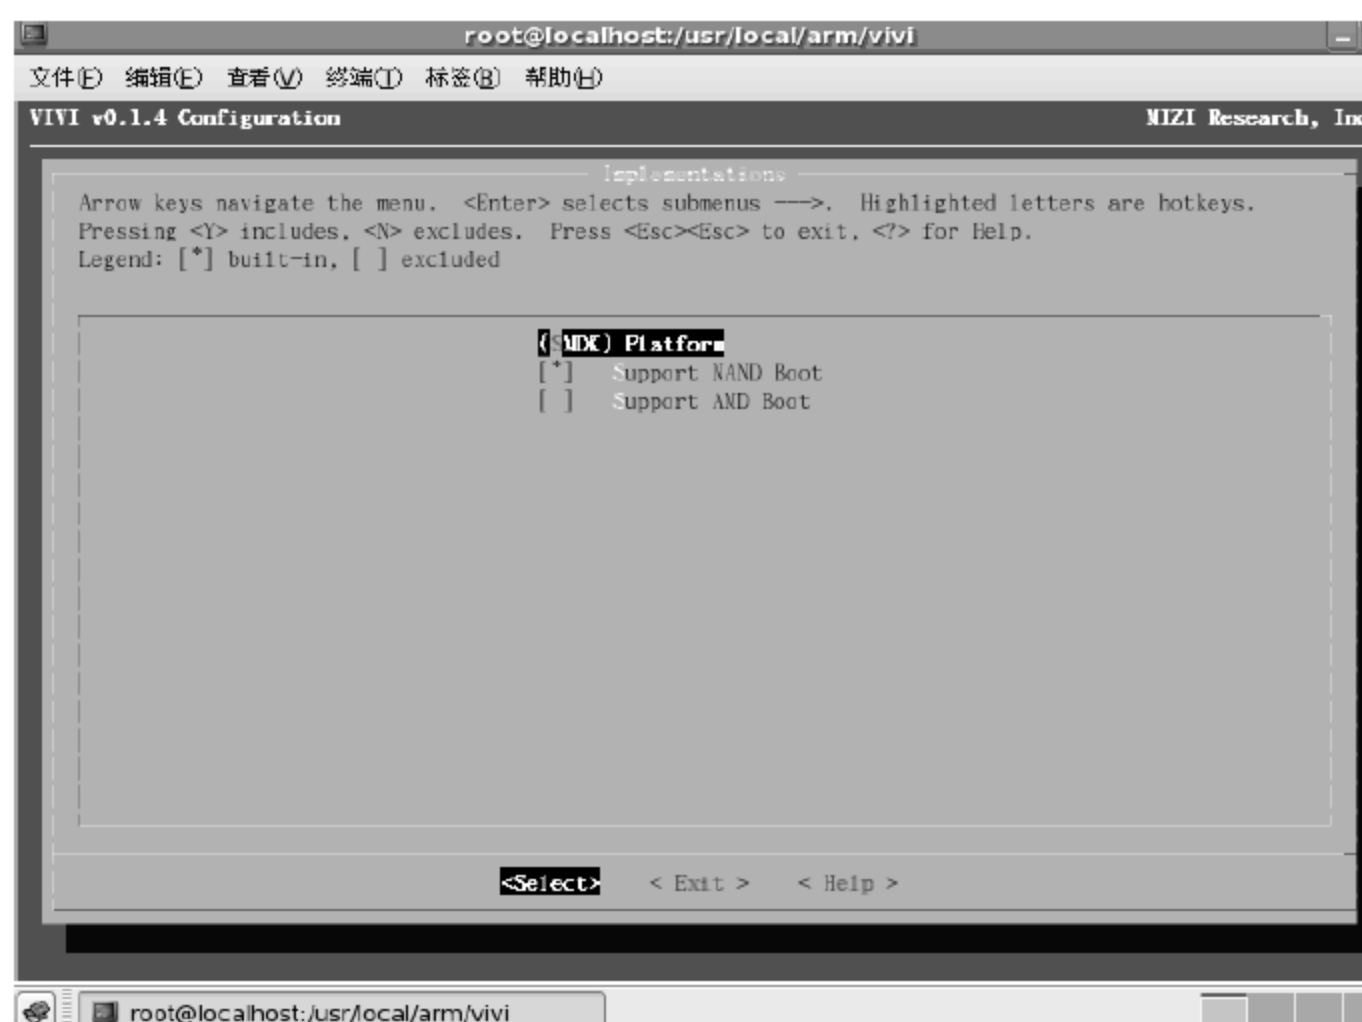 root@localhost:/usr/local/arm/vivi
文件(F) 编辑(E) 查看(V) 终端(T) 标签(B) 帮助(H)
VIVI v0.1.4 Configuration MIZI Research, Inc
Implementations
Arrow keys navigate the menu. <Enter> selects submenus --->. Highlighted letters are hotkeys.
Pressing <Y> includes, <N> excludes. Press <Esc><Esc> to exit, <?> for Help.
Legend: [*] built-in, [ ] excluded
(SMDK) Platform
[*] Support NAND Boot
[ ] Support AND Boot
<Select> < Exit > < Help >
root@localhost:/usr/local/arm/vivi